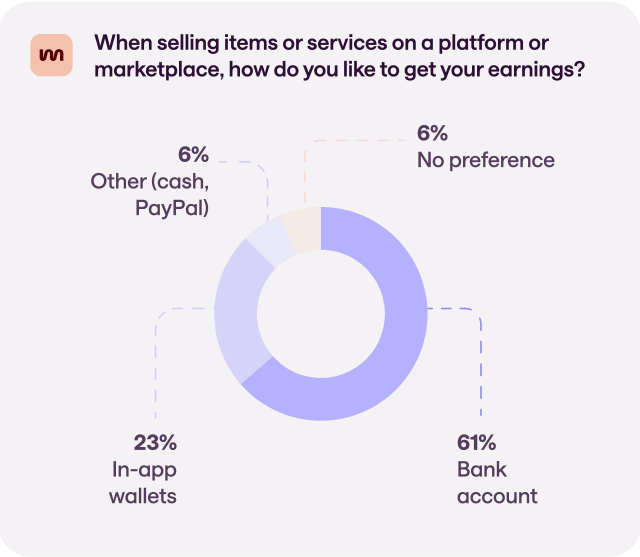 When selling items or services on a platform or
marketplace, how do you like to get your earnings?
6%
No preference
6%
Other (cash,
PayPal)
23%
In-app
wallets
61%
Bank
account